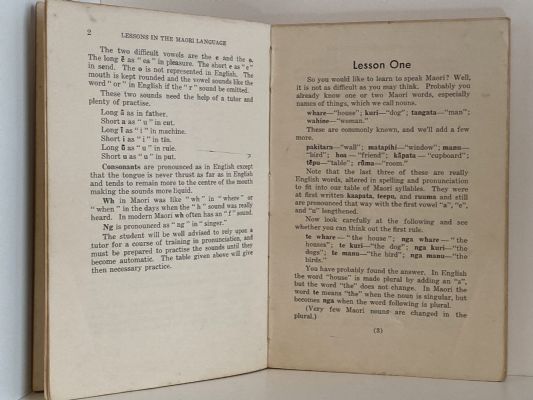 2
LESSONS IN THE MAORI LANGUAGE
The two difficult vowels are the e and the o.
The long ē as "ea" in pleasure. The short e as "e"
in send. The o is not represented in English. The
mouth is kept rounded and the vowel sounds like the
word "or" in English if the "r" sound be omitted.
These two sounds need the help of a tutor and
plenty of practise.
Long ā as in father.
Short a as "u" in cut.
Long ī as "i" in machine.
Short i as "i" in tin.
Long ū as "u" in rule.
Short u as "u" in put.
Consonants are pronounced as in English except
that the tongue is never thrust as far as in English
and tends to remain more to the centre of the mouth
making the sounds more liquid.
Wh in Maori was like "wh" in "where" or
"when" in the days when the "h" sound was really
heard. In modern Maori wh often has an "f" sound.
Ng is pronounced as "ng" in "singer."
The student will be well advised to rely upon a
tutor for a course of training in pronunciation, and
must be prepared to practise the sounds until they
become automatic. The table given above will give
then necessary practice.
Lesson One
So you would like to learn to speak Maori? Well,
it is not as difficult as you may think. Probably you
already know one or two Maori words, especially
names of things, which we call nouns.
whare—"house"; kuri—"dog"; tangata—"man";
wahine—"woman."
These are commonly known, and we'll add a few
more.
pakitara—"wall"; matapihi—"window"; manu—
"bird"; hoa—"friend"; kāpata—"cupboard";
tēpu—"table"; rūma—"room."
Note that the last three of these are really
English words, altered in spelling and pronunciation
to fit into our table of Maori syllables. They were
at first written kaapata, teepu, and ruuma and still
are pronounced that way with the first vowel "a", "e",
and "u" lengthened.
Now look carefully at the following and see
whether you can think out the first rule.
te whare—"the house"; nga whare—"the
houses"; te kuri—"the dog"; nga kuri—"the
dogs"; te manu—"the bird"; nga manu—"the
birds."
You have probably found the answer. In English
the word "house" is made plural by adding an "s",
but the word "the" does not change. In Maori the
word te means "the" when the noun is singular, but
becomes nga when the word following is plural.
(Very few Maori nouns are changed in the
plural.)
(3)